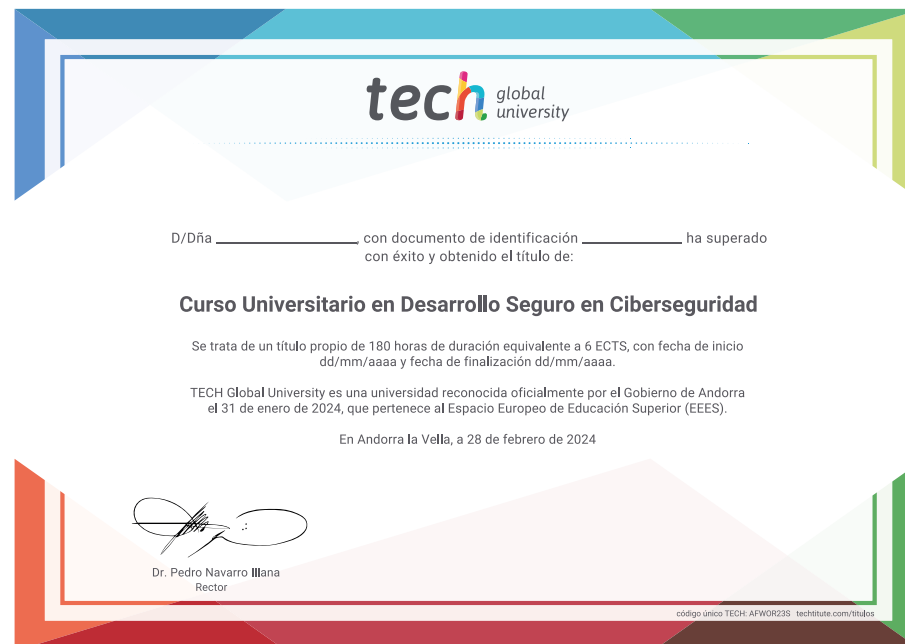 tech global university
D/Dña , con documento de identificación ha superado
con éxito y obtenido el título de:
Curso Universitario en Desarrollo Seguro en Ciberseguridad
Se trata de un título propio de 180 horas de duración equivalente a 6 ECTS, con fecha de inicio
dd/mm/aaaa y fecha de finalización dd/mm/aaaa.
TECH Global University es una universidad reconocida oficialmente por el Gobierno de Andorra
el 31 de enero de 2024, que pertenece al Espacio Europeo de Educación Superior (EEES).
En Andorra la Vella, a 28 de febrero de 2024
Dr. Pedro Navarro Illana
Rector
código único TECH: AFWOR23S techtitute.com/titulos